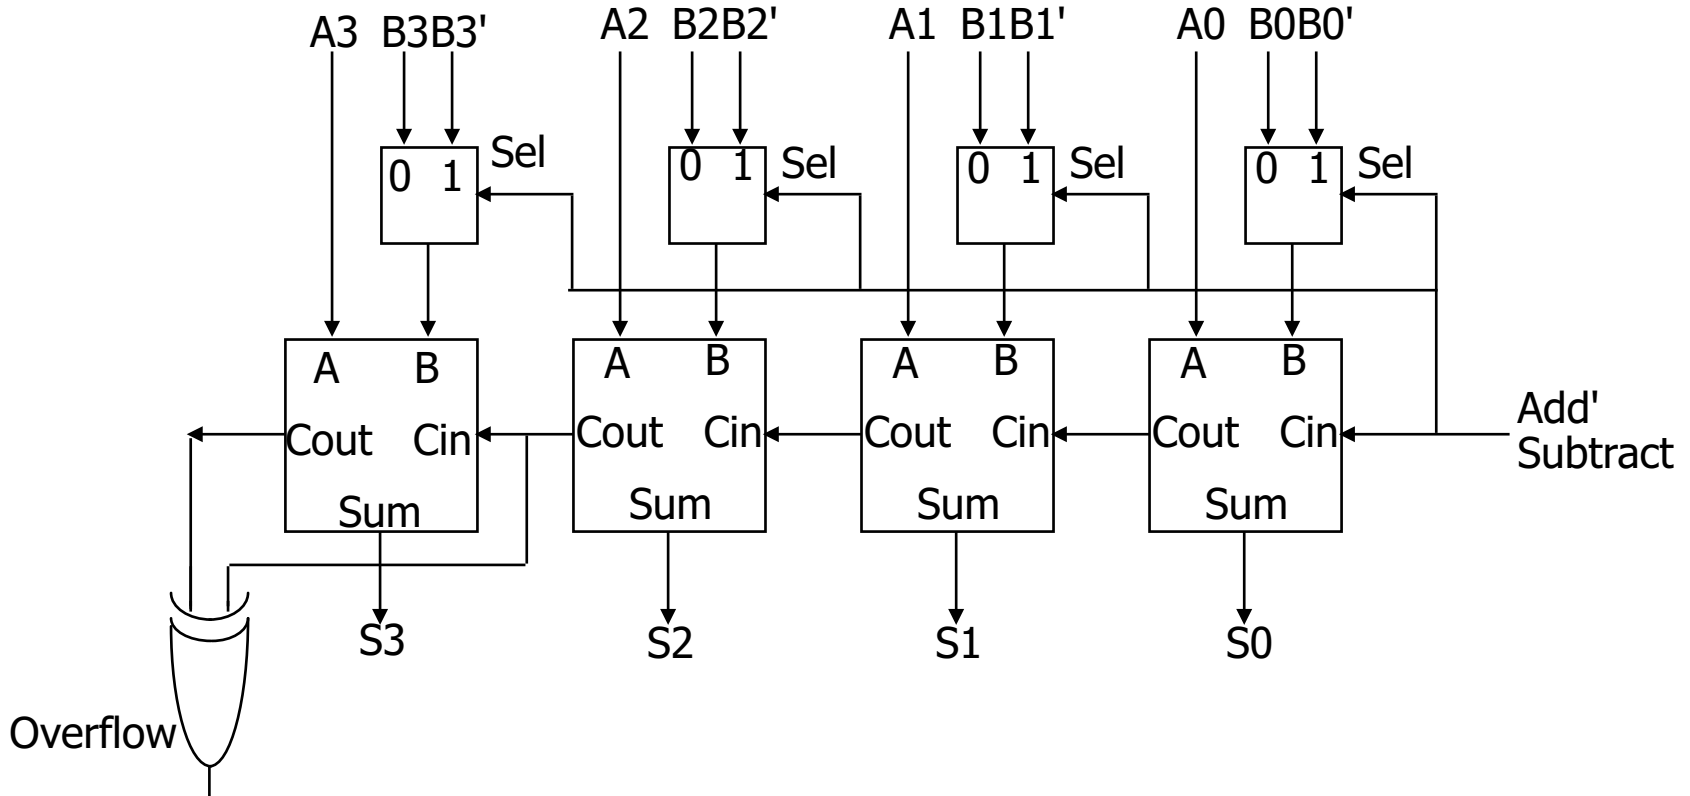 A3 B3B3' A2 B2B2' A1 B1B1' A0 B0B0'
0 1 Sel 0 1 Sel 0 1 Sel 0 1 Sel
A B A B A B A B
Cout Cin Cout Cin Cout Cin Cout Cin
Add'
Subtract
Sum Sum Sum Sum
S3 S2 S1 S0
Overflow